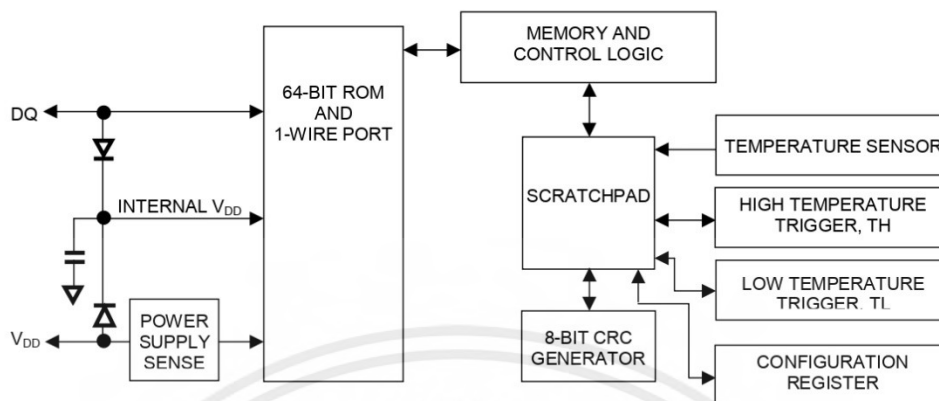 MEMORY AND
CONTROL LOGIC
64-BIT ROM
AND
1-WIRE PORT
DQ
INTERNAL VDD
VDD
POWER
SUPPLY
SENSE
SCRATCHPAD
8-BIT CRC
GENERATOR
TEMPERATURE SENSOR
HIGH TEMPERATURE
TRIGGER, TH
LOW TEMPERATURE
TRIGGER, TL
CONFIGURATION
REGISTER